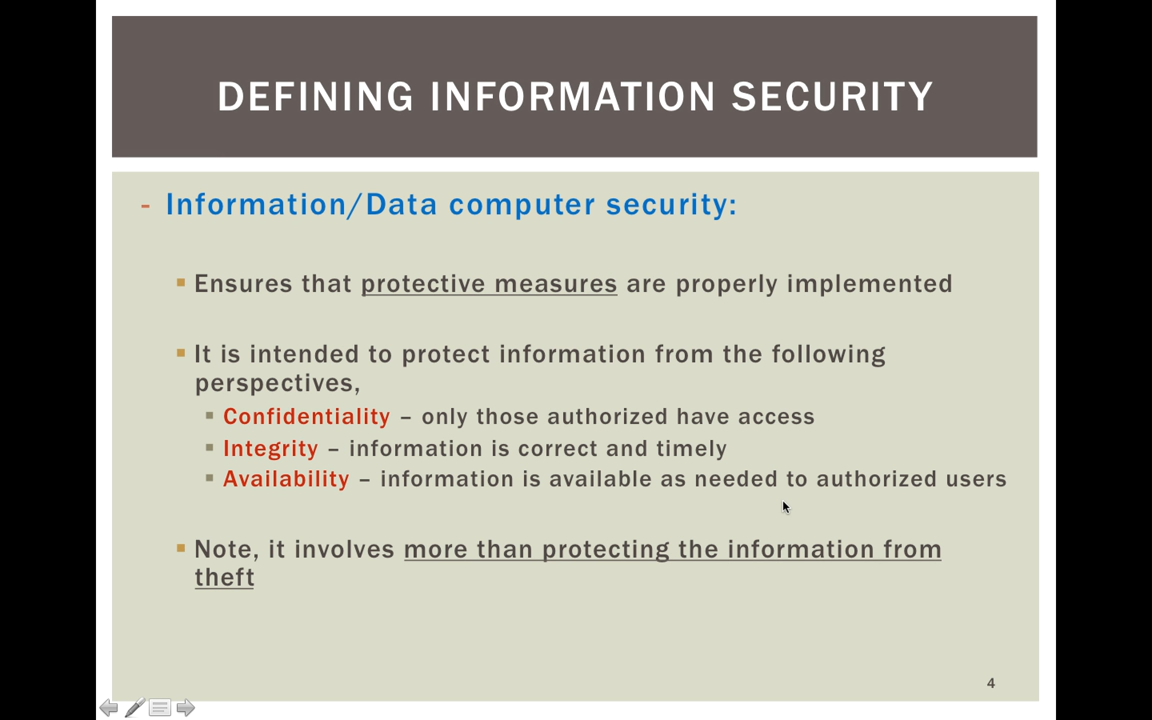 DEFINING INFORMATION SECURITY
- Information/Data computer security:
▪ Ensures that protective measures are properly implemented
▪ It is intended to protect information from the following
perspectives,
▪ Confidentiality – only those authorized have access
▪ Integrity – information is correct and timely
▪ Availability – information is available as needed to authorized users
▪ Note, it involves more than protecting the information from
theft
4